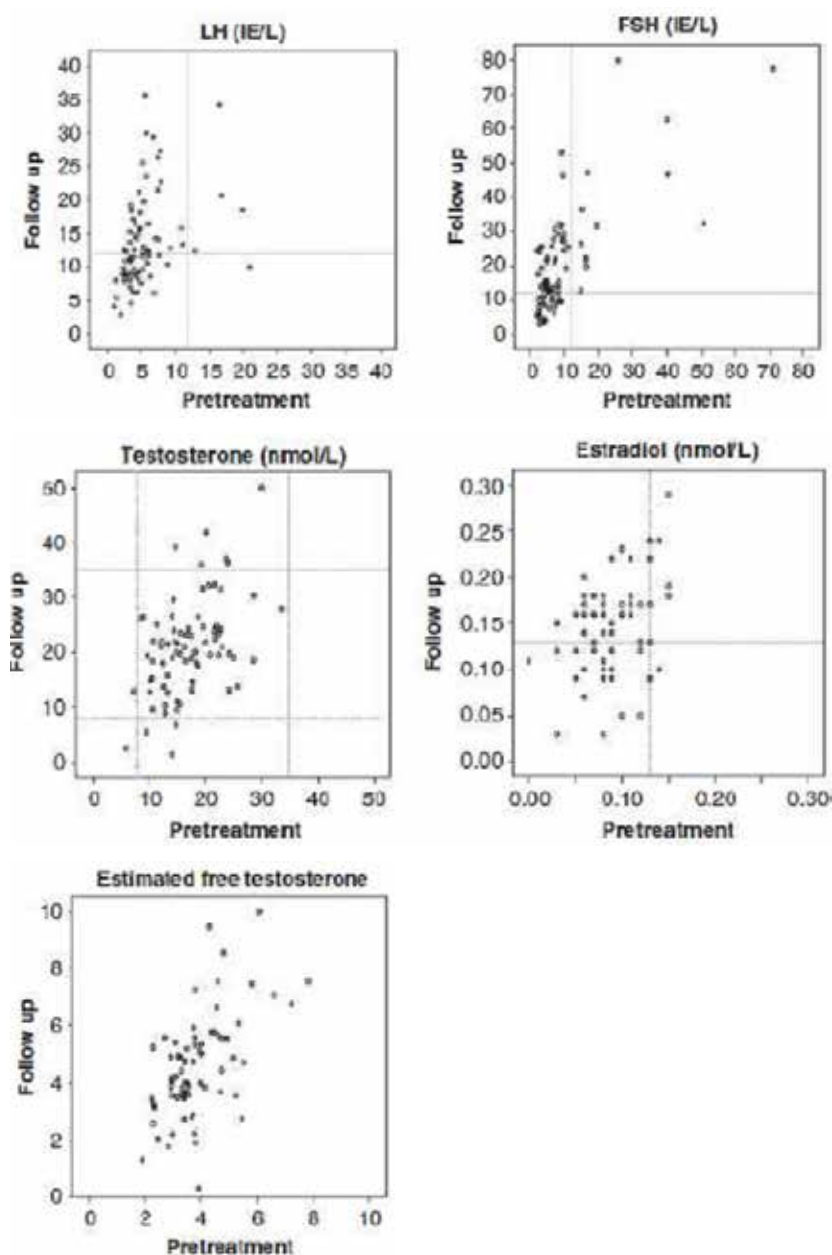 LH (IE/L)
40
35
30
25
20
15
10
5
0
Follow up
0 5 10 15 20 25 30 35 40
Pretreatment
FSH (IE/L)
80
70
60
50
40
30
20
10
0
Follow up
0 10 20 30 40 50 60 70 80
Pretreatment
Testosterone (nmol/L)
50
40
30
20
10
0
Follow up
0 10 20 30 40 50
Pretreatment
Estradiol (nmol/L)
0.30
0.25
0.20
0.15
0.10
0.05
0.00
Follow up
0.00 0.10 0.20 0.30
Pretreatment
Estimated free testosterone
10
8
6
4
2
0
Follow up
0 2 4 6 8 10
Pretreatment